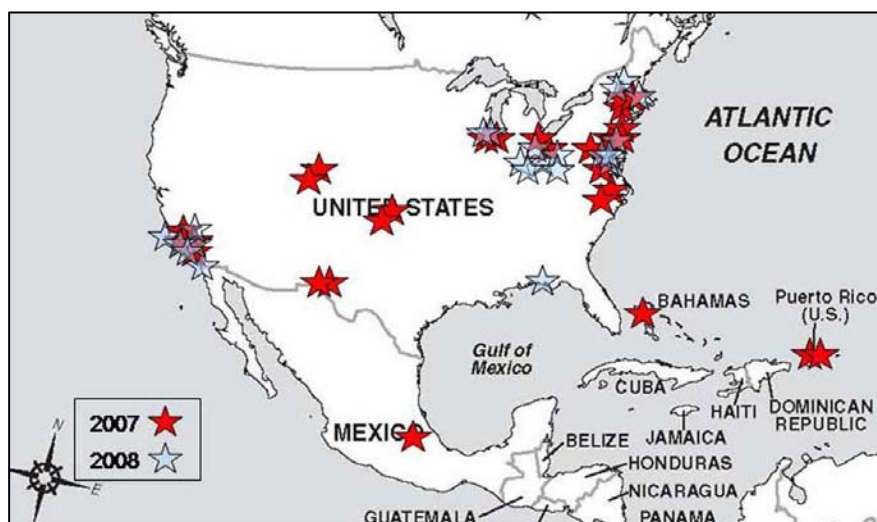 ATLANTIC
OCEAN
UNITED STATES
BAHAMAS
Puerto Rico
(U.S.)
Gulf of
Mexico
CUBA
HAITI
DOMINICAN
REPUBLIC
JAMAICA
MEXICO
BELIZE
HONDURAS
NICARAGUA
GUATEMALA
PANAMA
2007
2008
N
E